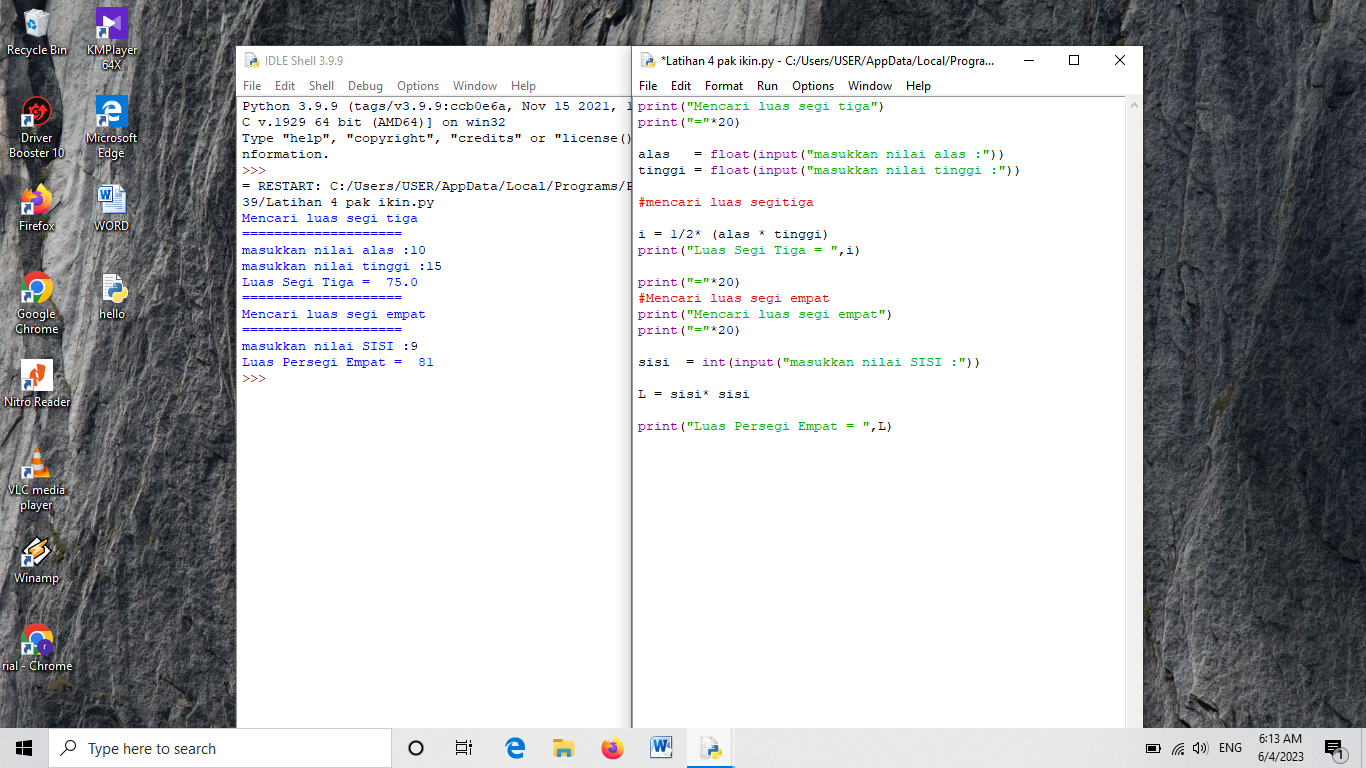 Recycle Bin
KMPlayer
64X
Driver
Booster 10
Microsoft
Edge
Firefox
WORD
Google
Chrome
hello
Nitro Reader
VLC media
player
Winamp
rial - Chrome
IDLE Shell 3.9.9
File Edit Shell Debug Options Window Help
Python 3.9.9 (tags/v3.9.9:ccb0e6a, Nov 15 2021,
C v.1929 64 bit (AMD64)] on win32
Type "help", "copyright", "credits" or "license()
nformation.
>>>
= RESTART: C:/Users/USER/AppData/Local/Programs/
39/Latihan 4 pak ikin.py
Mencari luas segi tiga
====================
masukkan nilai alas :10
masukkan nilai tinggi :15
Luas Segi Tiga =  75.0
====================
Mencari luas segi empat
====================
masukkan nilai SISI :9
Luas Persegi Empat =  81
>>>
*Latihan 4 pak ikin.py - C:/Users/USER/AppData/Local/Progra...
File Edit Format Run Options Window Help
print("Mencari luas segi tiga")
print("="*20)
alas   = float(input("masukkan nilai alas :"))
tinggi = float(input("masukkan nilai tinggi :"))
#mencari luas segitiga
i = 1/2* (alas * tinggi)
print("Luas Segi Tiga = ",i)
print("="*20)
#Mencari luas segi empat
print("Mencari luas segi empat")
print("="*20)
sisi  = int(input("masukkan nilai SISI :"))
L = sisi* sisi
print("Luas Persegi Empat = ",L)
Type here to search
ENG
6:13 AM
6/4/2023
1